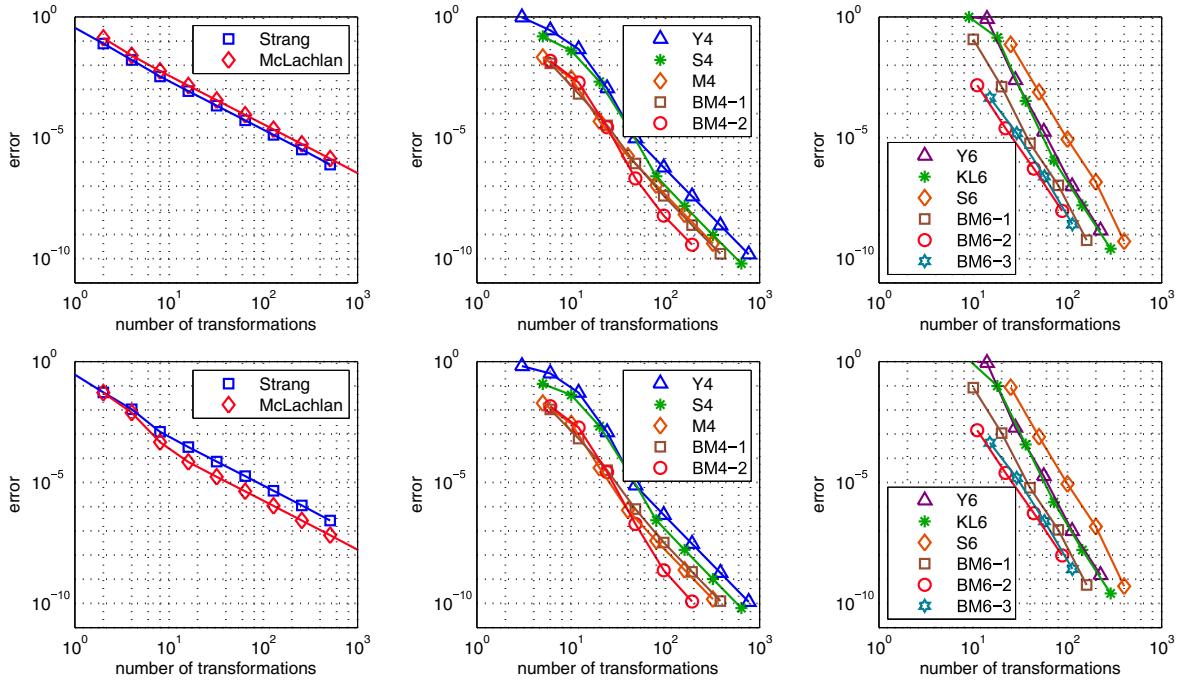 10^0
10^-5
10^-10
error
10^0 10^1 10^2 10^3
number of transformations
Strang
McLachlan
10^0
10^-5
10^-10
error
10^0 10^1 10^2 10^3
number of transformations
Y4
S4
M4
BM4−1
BM4−2
10^0
10^-5
10^-10
error
10^0 10^1 10^2 10^3
number of transformations
Y6
KL6
S6
BM6−1
BM6−2
BM6−3
10^0
10^-5
10^-10
error
10^0 10^1 10^2 10^3
number of transformations
Strang
McLachlan
10^0
10^-5
10^-10
error
10^0 10^1 10^2 10^3
number of transformations
Y4
S4
M4
BM4−1
BM4−2
10^0
10^-5
10^-10
error
10^0 10^1 10^2 10^3
number of transformations
Y6
KL6
S6
BM6−1
BM6−2
BM6−3